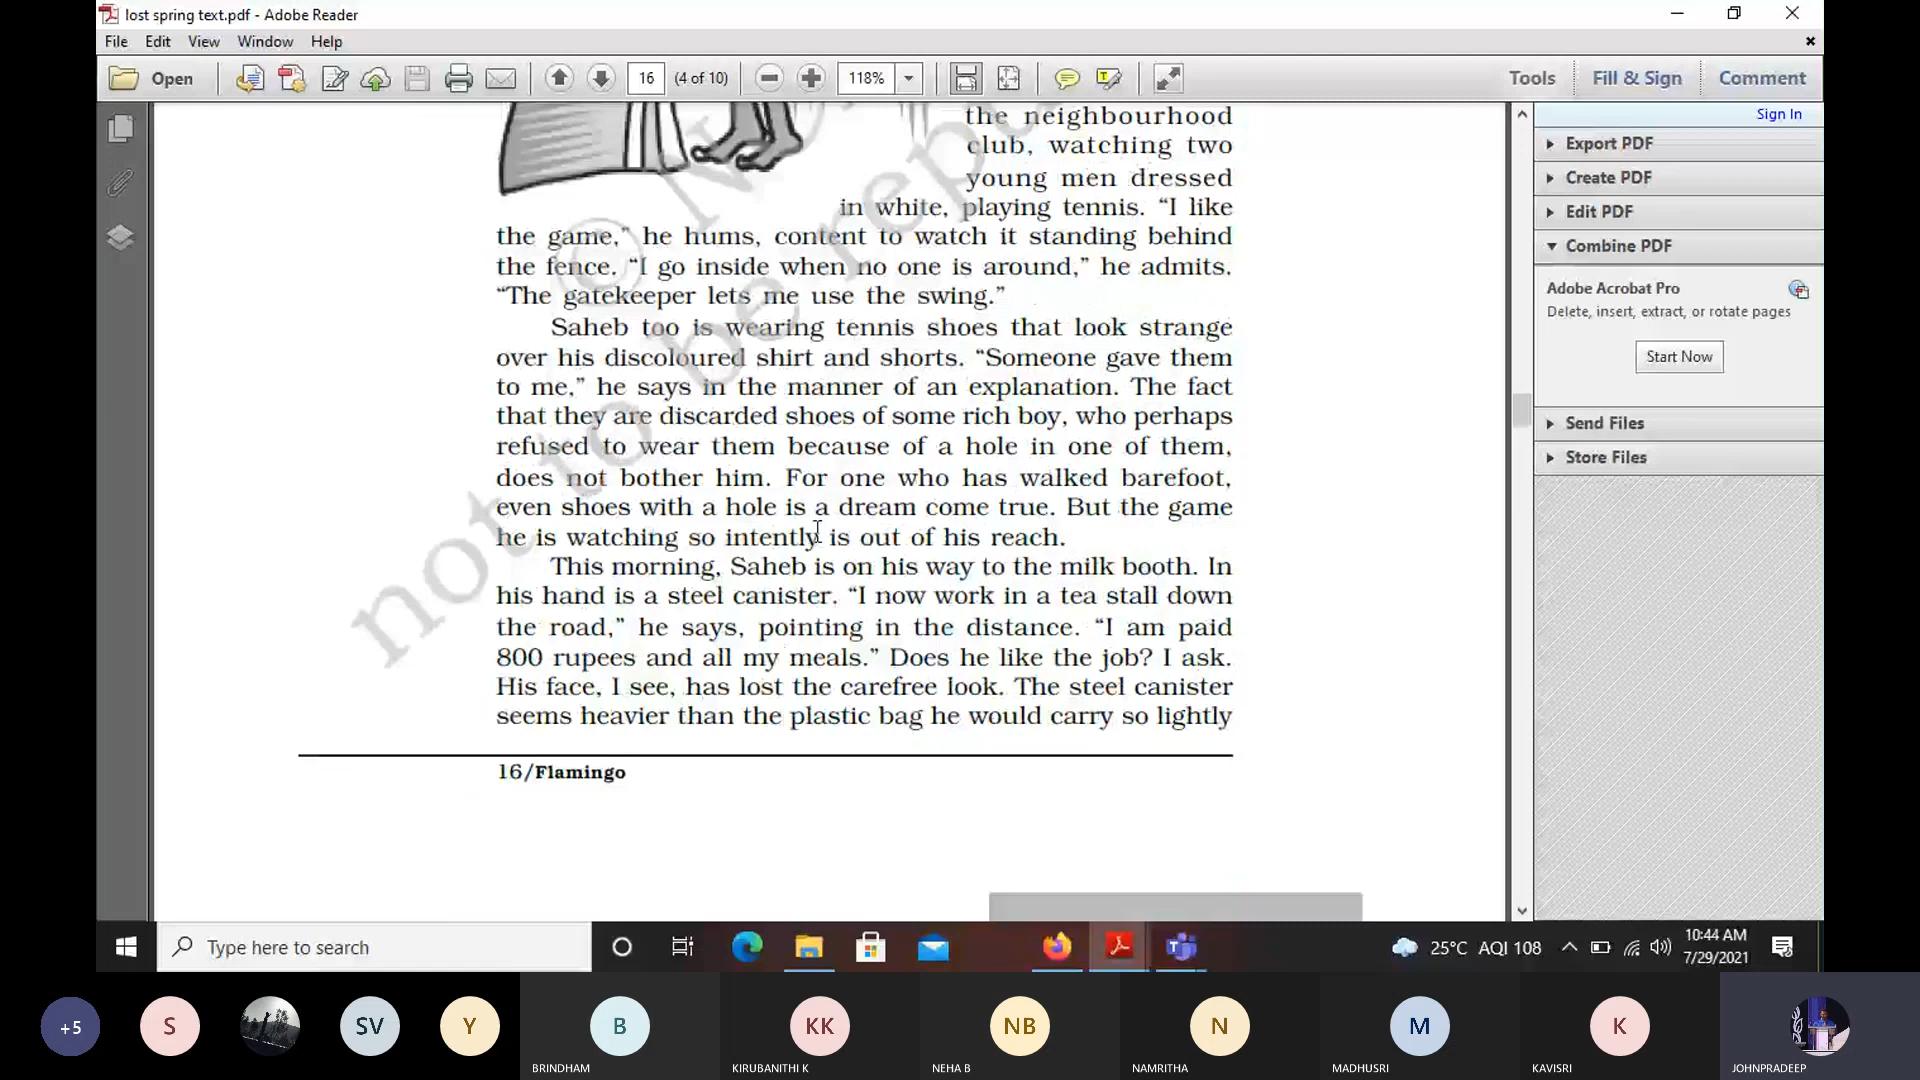 lost spring text.pdf - Adobe Reader
File Edit View Window Help
Open 16 (4 of 10) 118% Tools Fill & Sign Comment
Sign In
Export PDF
Create PDF
Edit PDF
Combine PDF
Adobe Acrobat Pro
Delete, insert, extract, or rotate pages
Start Now
Send Files
Store Files
the neighbourhood
club, watching two
young men dressed
in white, playing tennis. “I like
the game,” he hums, content to watch it standing behind
the fence. “I go inside when no one is around,” he admits.
“The gatekeeper lets me use the swing.”
Saheb too is wearing tennis shoes that look strange
over his discoloured shirt and shorts. “Someone gave them
to me,” he says in the manner of an explanation. The fact
that they are discarded shoes of some rich boy, who perhaps
refused to wear them because of a hole in one of them,
does not bother him. For one who has walked barefoot,
even shoes with a hole is a dream come true. But the game
he is watching so intently is out of his reach.
This morning, Saheb is on his way to the milk booth. In
his hand is a steel canister. “I now work in a tea stall down
the road,” he says, pointing in the distance. “I am paid
800 rupees and all my meals.” Does he like the job? I ask.
His face, I see, has lost the carefree look. The steel canister
seems heavier than the plastic bag he would carry so lightly
16/Flamingo
not to be
Type here to search
25°C AQI 108
10:44 AM
7/29/2021
+5 S SV Y B KK NB N M K
BRINDHAM KIRUBANITHI K NEHA B NAMRITHA MADHUSRI KAVISRI JOHNPRADEEP